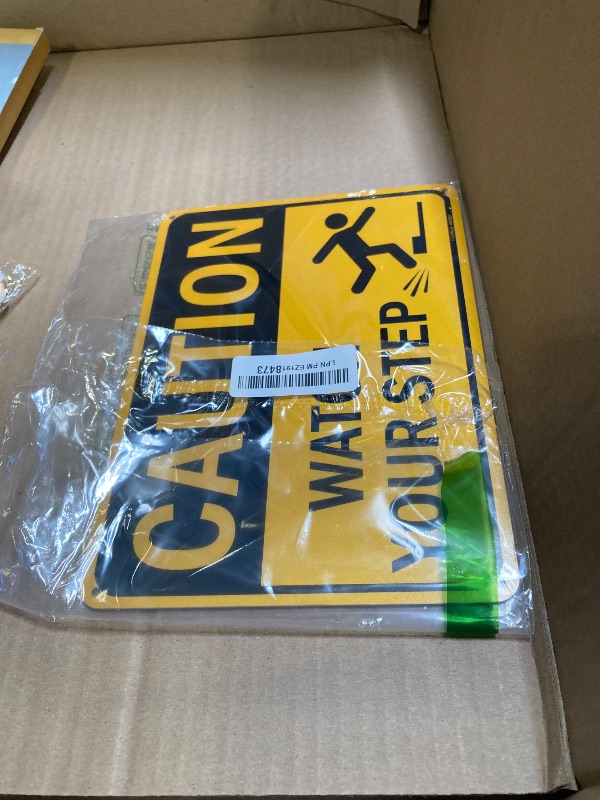 CAUTION
WATCH
YOUR STEP
LPN PM EZ1918473